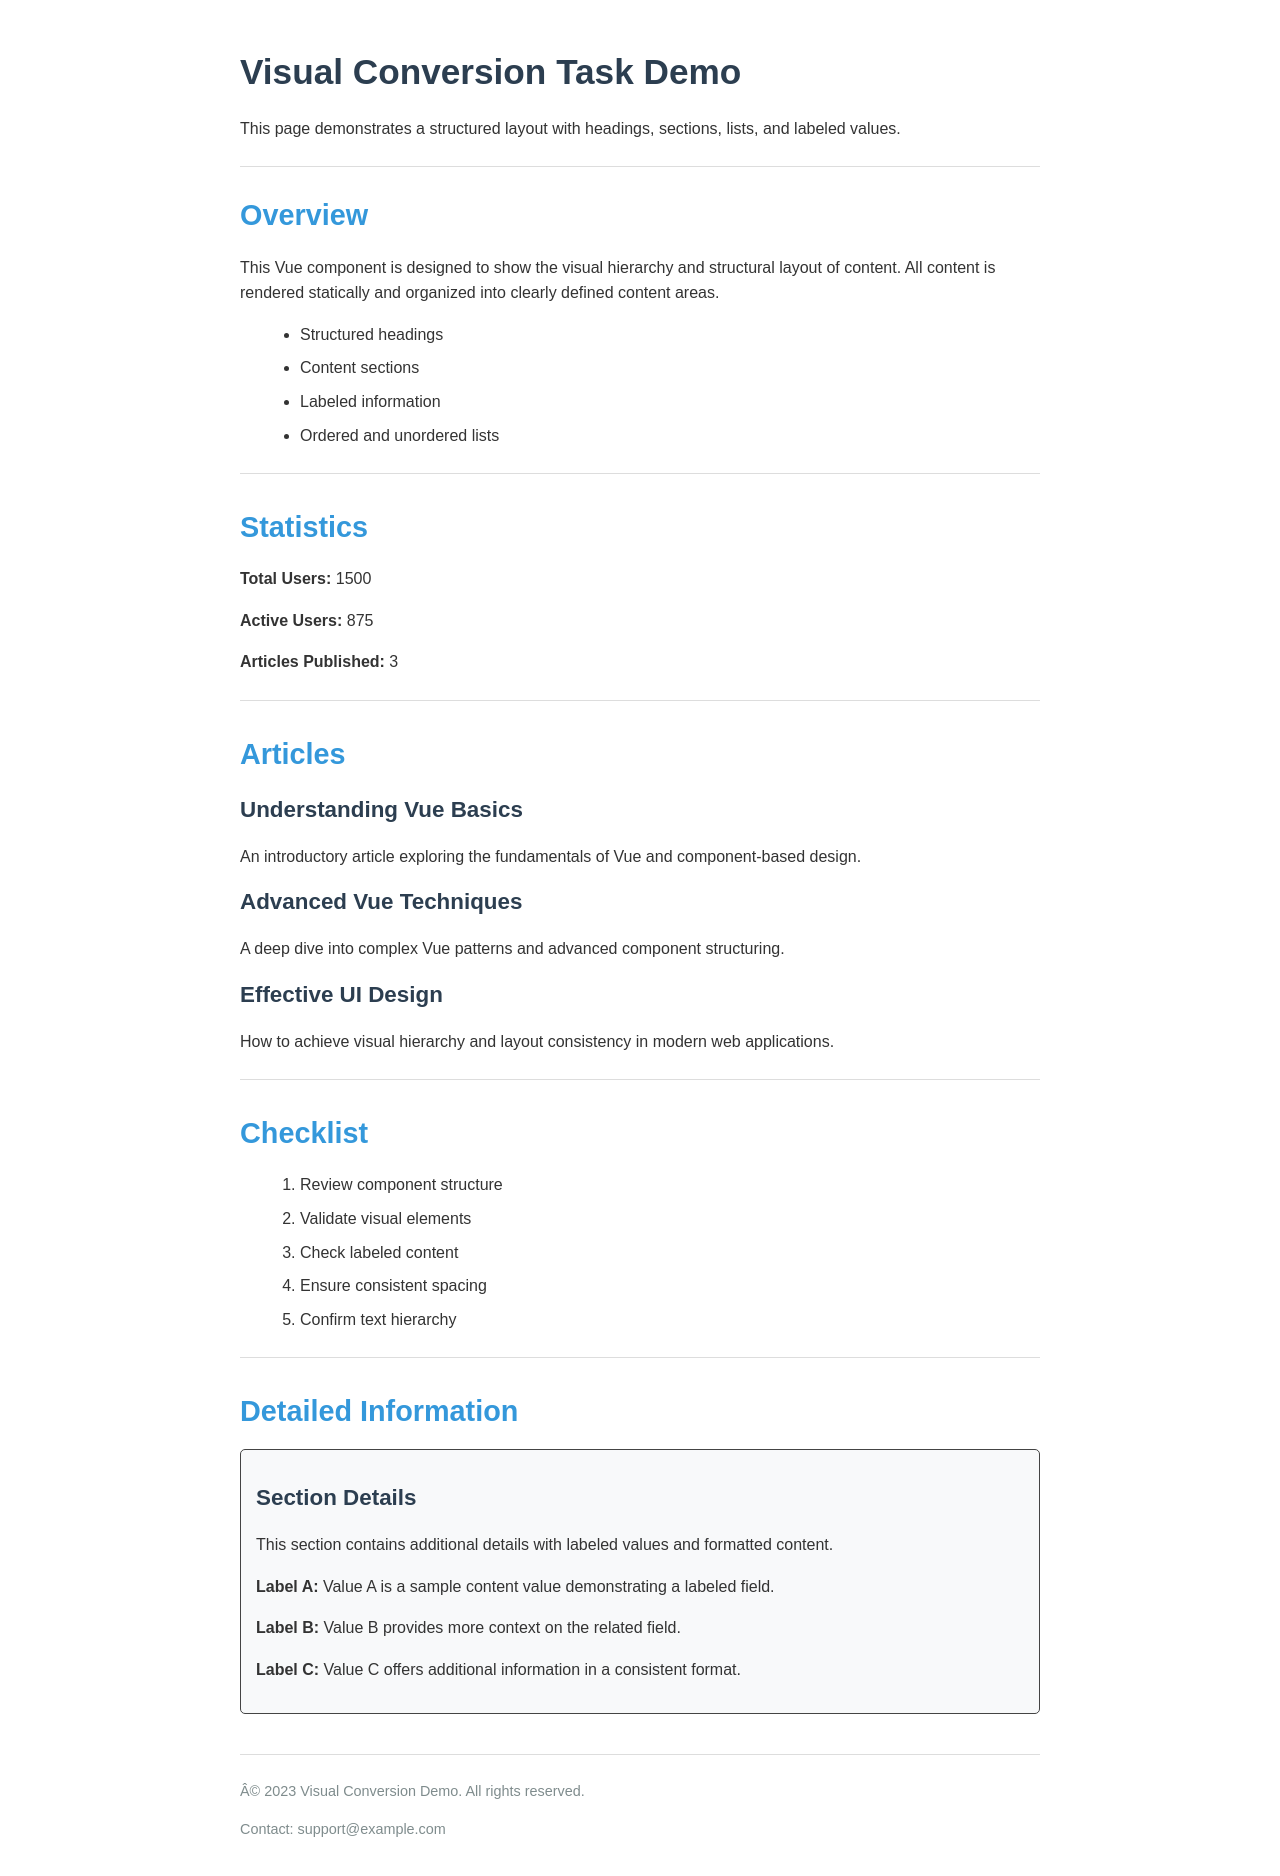 Visual Conversion Task Demo
This page demonstrates a structured layout with headings, sections, lists, and labeled values.
Overview
This Vue component is designed to show the visual hierarchy and structural layout of content. All content is
rendered statically and organized into clearly defined content areas.
• Structured headings
• Content sections
• Labeled information
• Ordered and unordered lists
Statistics
Total Users: 1500
Active Users: 875
Articles Published: 3
Articles
Understanding Vue Basics
An introductory article exploring the fundamentals of Vue and component-based design.
Advanced Vue Techniques
A deep dive into complex Vue patterns and advanced component structuring.
Effective UI Design
How to achieve visual hierarchy and layout consistency in modern web applications.
Checklist
1. Review component structure
2. Validate visual elements
3. Check labeled content
4. Ensure consistent spacing
5. Confirm text hierarchy
Detailed Information
Section Details
This section contains additional details with labeled values and formatted content.
Label A: Value A is a sample content value demonstrating a labeled field.
Label B: Value B provides more context on the related field.
Label C: Value C offers additional information in a consistent format.
Â© 2023 Visual Conversion Demo. All rights reserved.
Contact: support@example.com